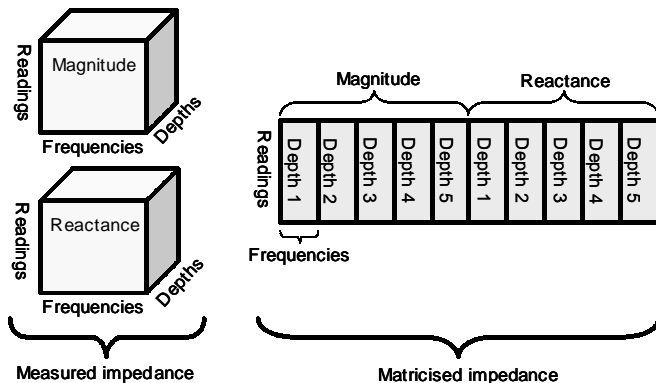 Readings
Magnitude
Frequencies
Depths
Readings
Reactance
Frequencies
Depths
Measured impedance
Magnitude
Reactance
Readings
Depth 1
Depth 2
Depth 3
Depth 4
Depth 5
Depth 1
Depth 2
Depth 3
Depth 4
Depth 5
Frequencies
Matricised impedance